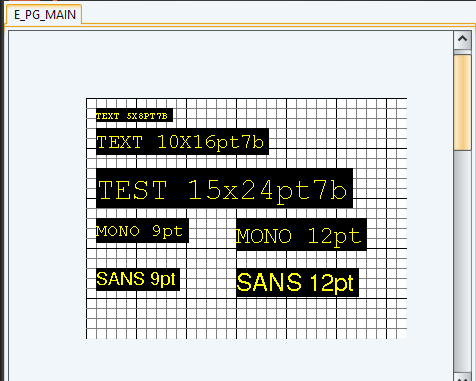 E_PG_MAIN
TEXT 5X8PT7B
TEXT 10X16pt7b
TEST 15x24pt7b
MONO 9pt MONO 12pt
SANS 9pt SANS 12pt